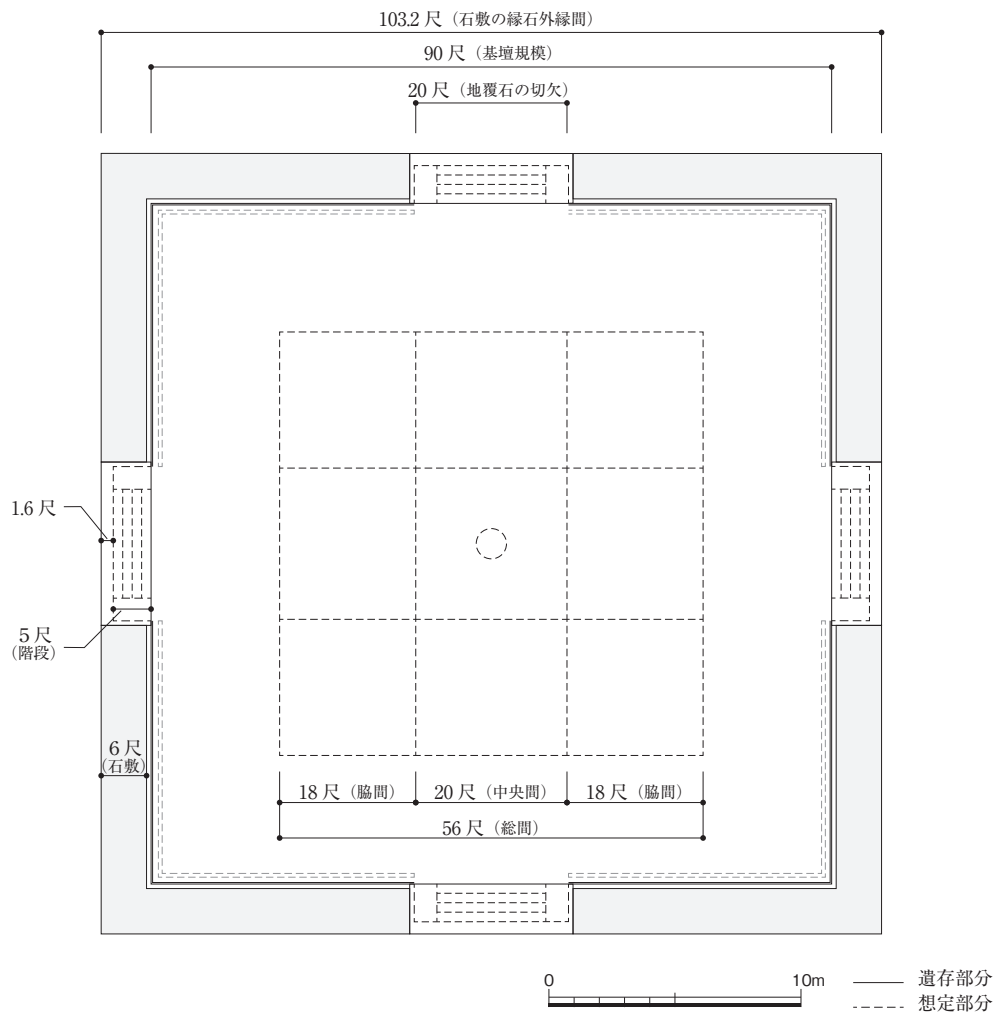 103.2 尺（石敷の縁石外縁間）
90 尺（基壇規模）
20 尺（地覆石の切欠）
1.6 尺
5 尺
（階段）
6 尺
（石敷）
18 尺（脇間）
20 尺（中央間）
18 尺（脇間）
56 尺（総間）
0
10m
遺存部分
想定部分